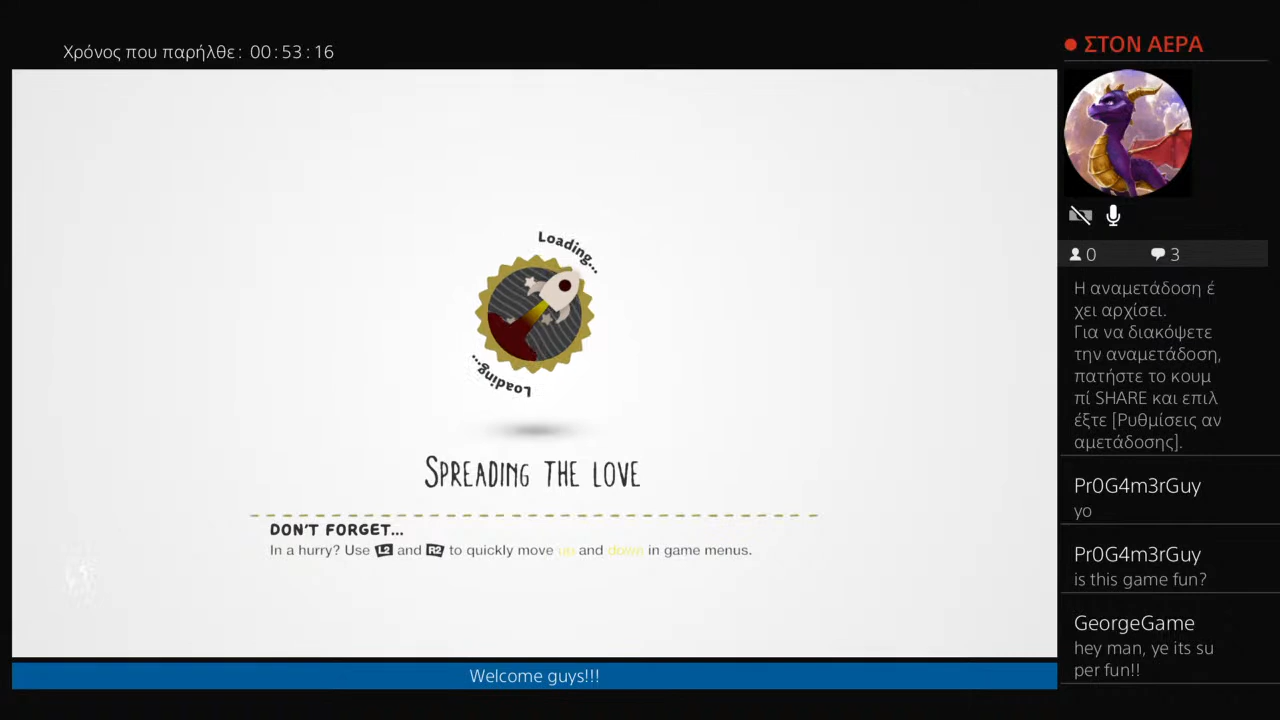 Χρόνος που παρήλθε: 00:53:16
ΣΤΟΝ ΑΕΡΑ
Loading...
Loading...
SPREADING THE LOVE
DON'T FORGET...
In a hurry? Use L2 and R2 to quickly move up and down in game menus.
Welcome guys!!!
0
3
Η αναμετάδοση έ
χει αρχίσει.
Για να διακόψετε
την αναμετάδοση,
πατήστε το κουμ
πί SHARE και επιλ
έξτε [Ρυθμίσεις αν
αμετάδοσης].
Pr0G4m3rGuy
yo
Pr0G4m3rGuy
is this game fun?
GeorgeGame
hey man, ye its su
per fun!!